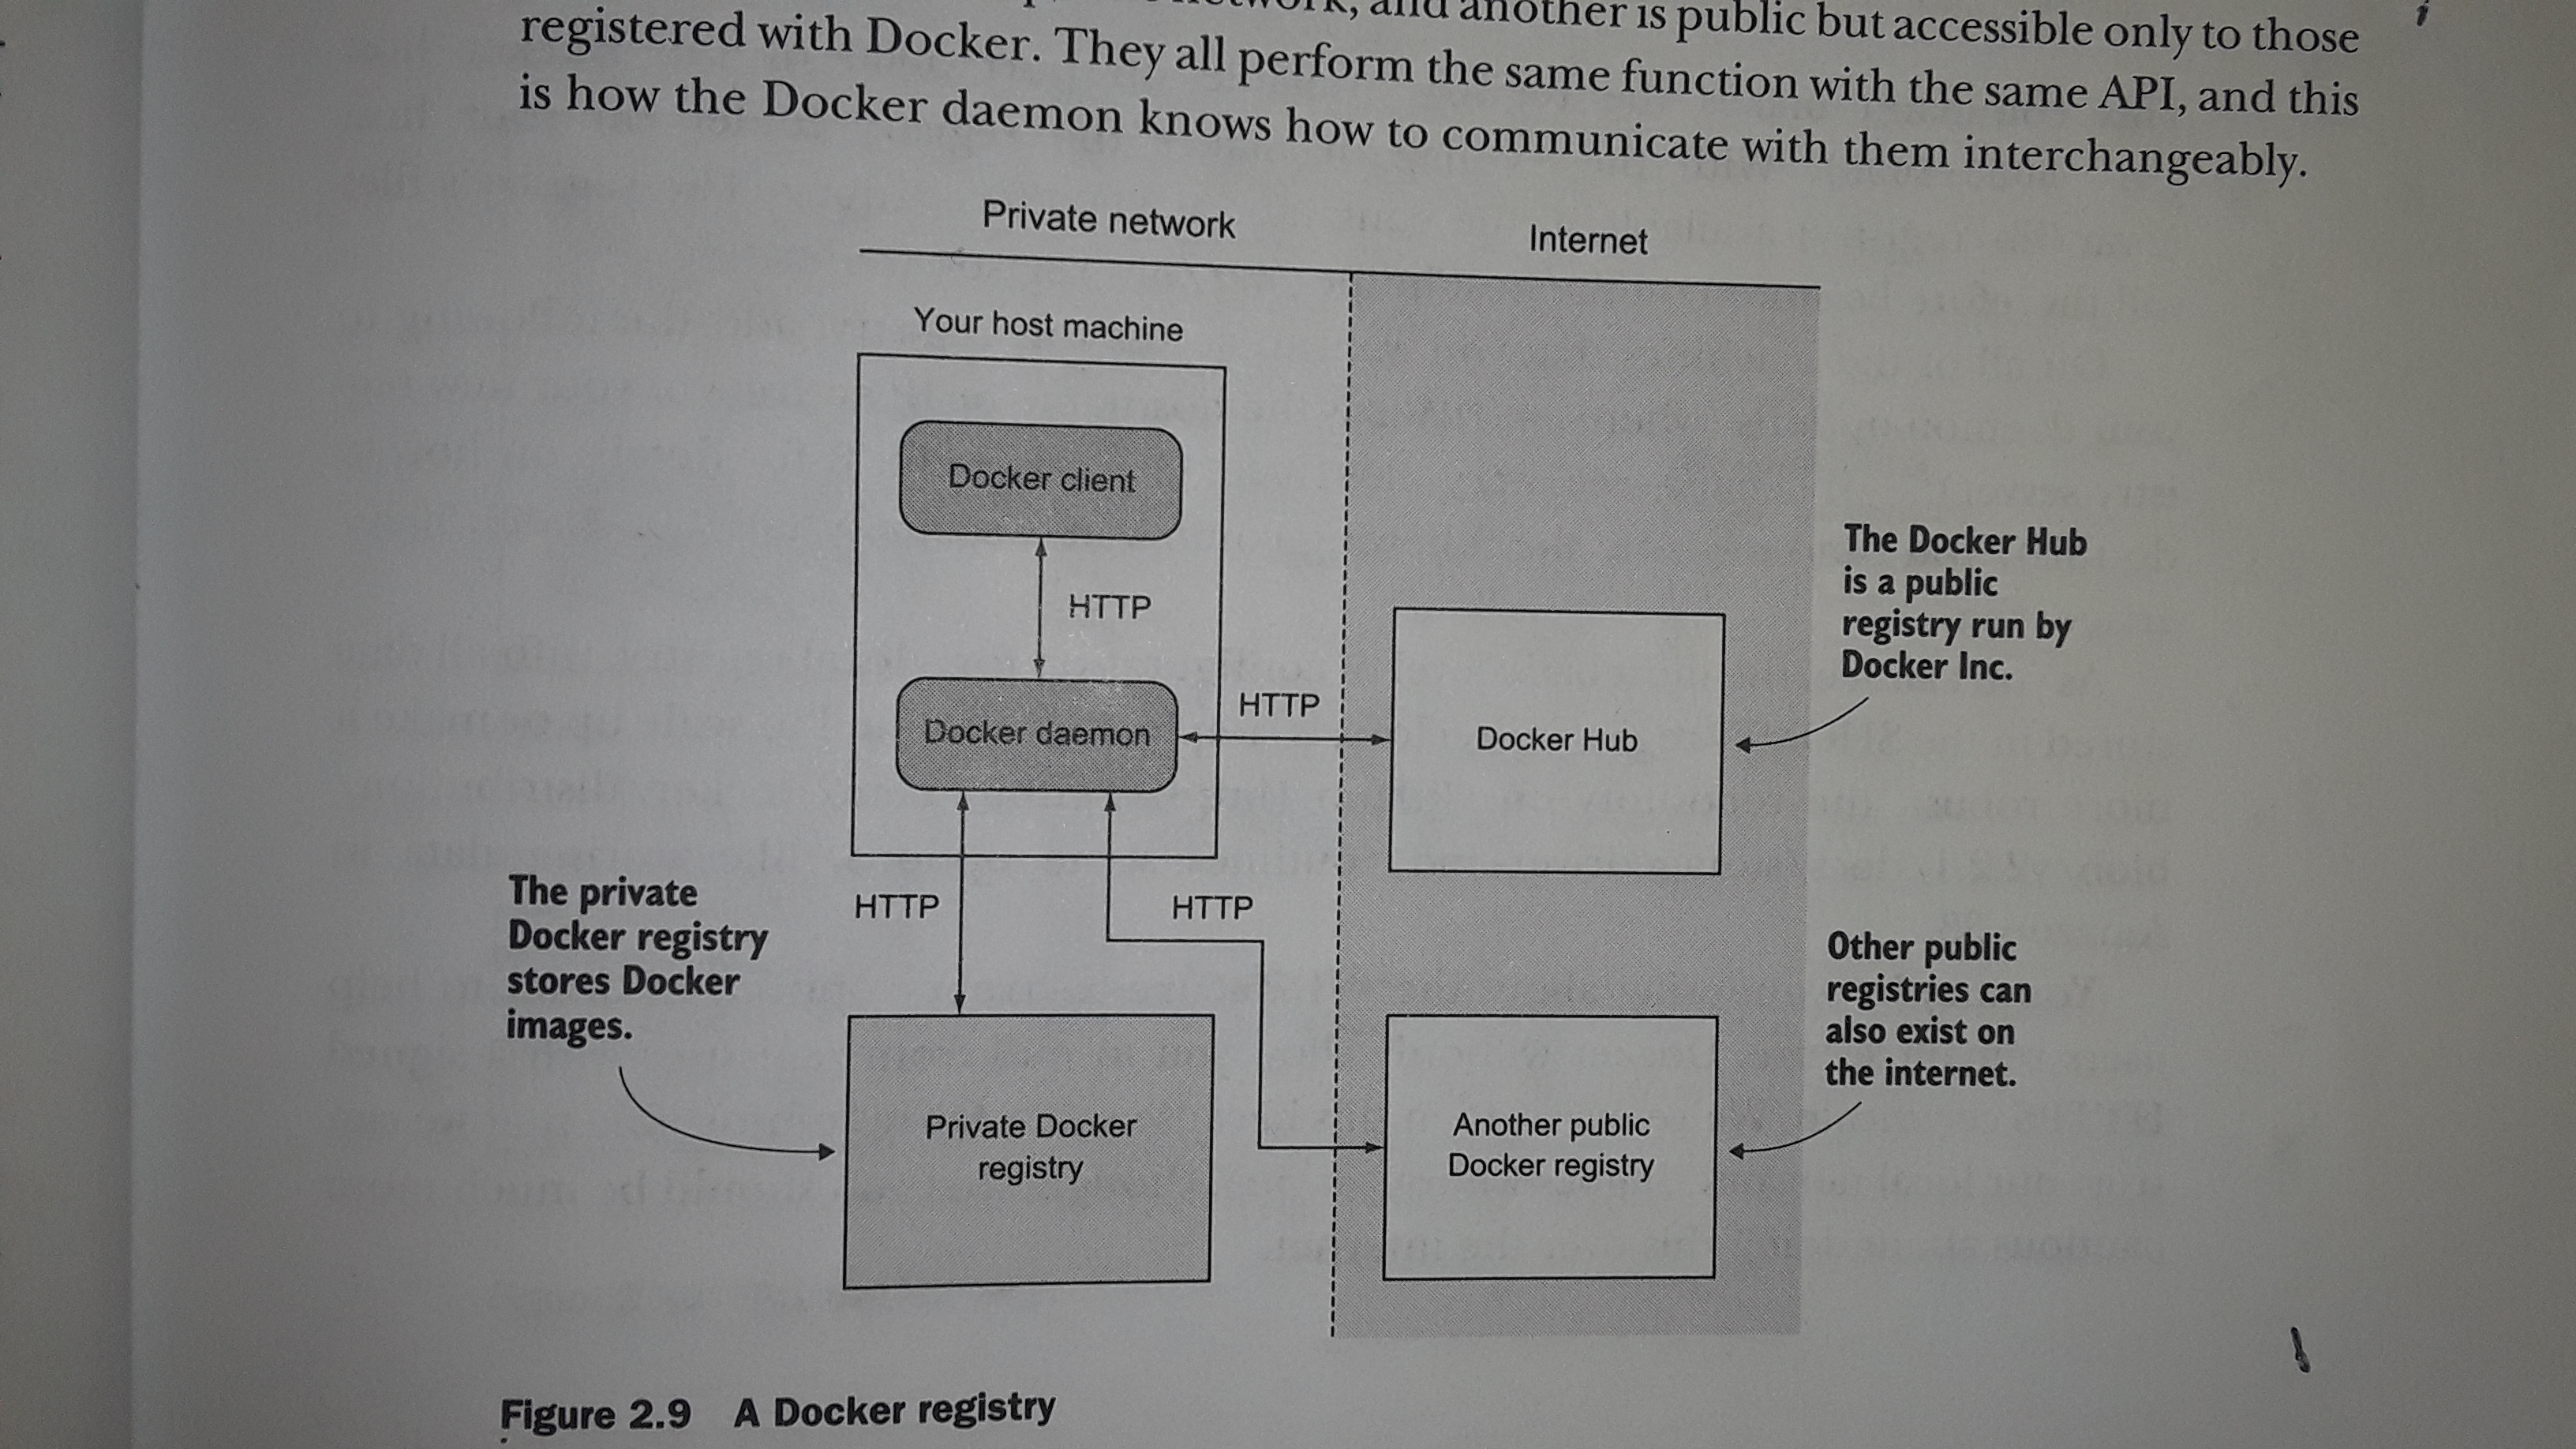 and another is public but accessible only to those
registered with Docker. They all perform the same function with the same API, and this
is how the Docker daemon knows how to communicate with them interchangeably.
Private network
Internet
Your host machine
Docker client
HTTP
The Docker Hub
is a public
registry run by
Docker Inc.
HTTP
Docker daemon
Docker Hub
The private
Docker registry
stores Docker
images.
HTTP
HTTP
Other public
registries can
also exist on
the internet.
Private Docker
registry
Another public
Docker registry
Figure 2.9 A Docker registry